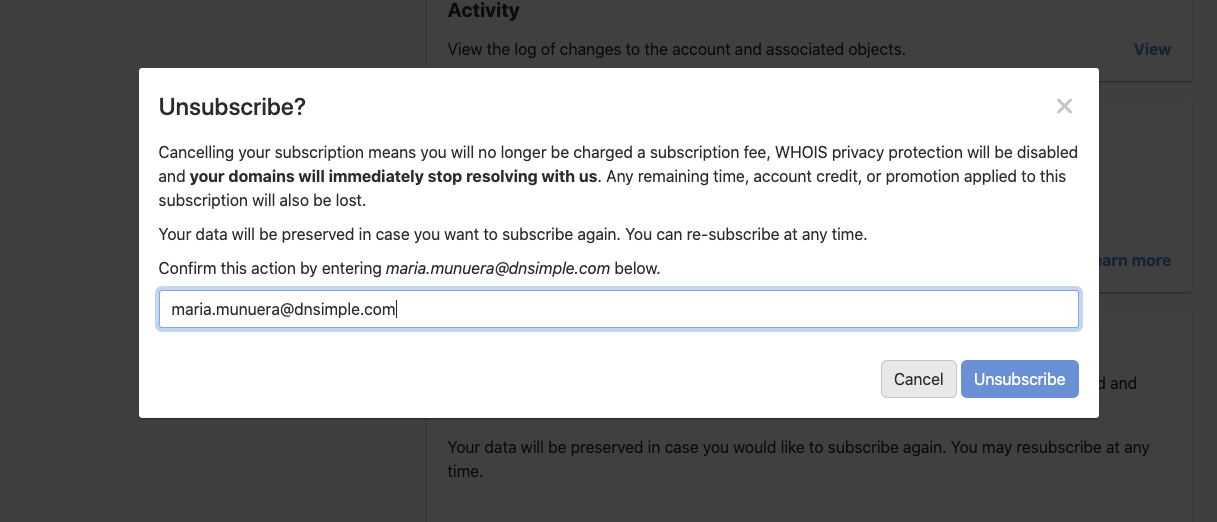 Activity
View the log of changes to the account and associated objects.
View
Unsubscribe?
Cancelling your subscription means you will no longer be charged a subscription fee, WHOIS privacy protection will be disabled
and your domains will immediately stop resolving with us. Any remaining time, account credit, or promotion applied to this
subscription will also be lost.
Your data will be preserved in case you want to subscribe again. You can re-subscribe at any time.
Confirm this action by entering maria.munuera@dnsimple.com below.
maria.munuera@dnsimple.com
Cancel
Unsubscribe
more
and
Your data will be preserved in case you would like to subscribe again. You may resubscribe at any
time.